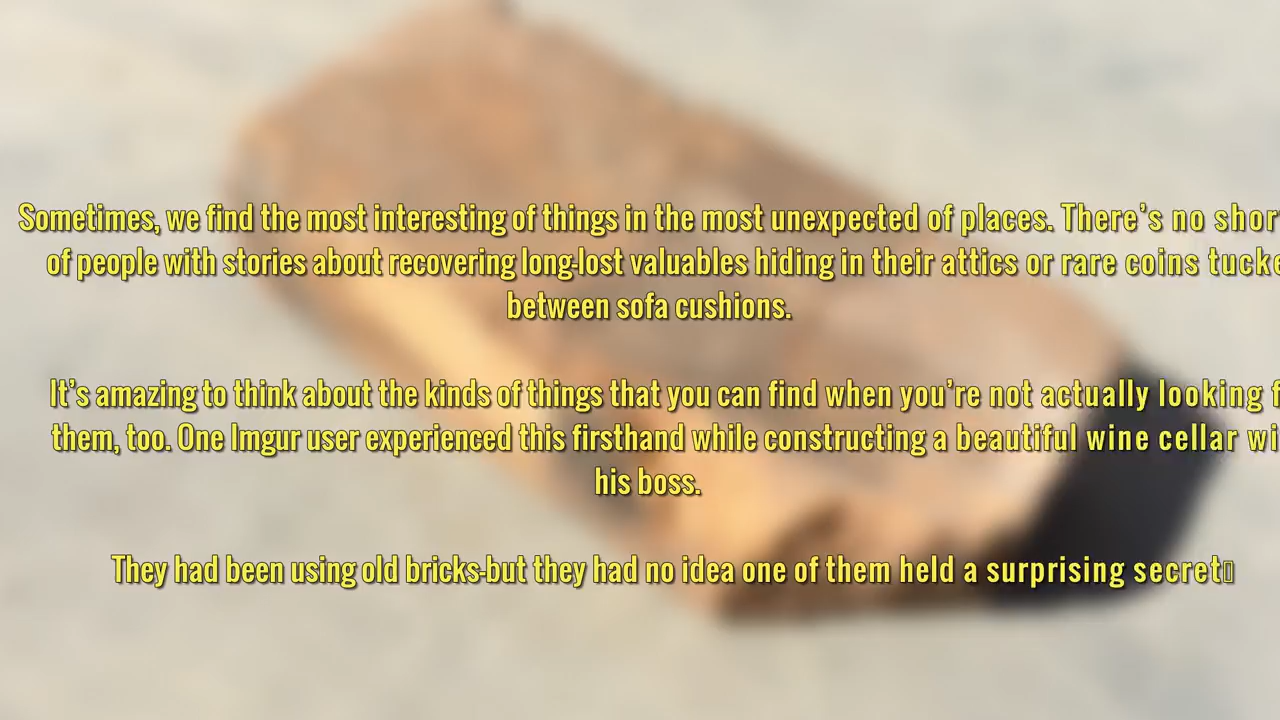 Sometimes, we find the most interesting of things in the most unexpected of places. There’s no
of people with stories about recovering long-lost valuables hiding in their attics or rare coins
between sofa cushions.
It’s amazing to think about the kinds of things that you can find when you’re not actually looking
them, too. One Imgur user experienced this firsthand while constructing a beautiful wine cellar
his boss.
They had been using old bricks-but they had no idea one of them held a surprising secret